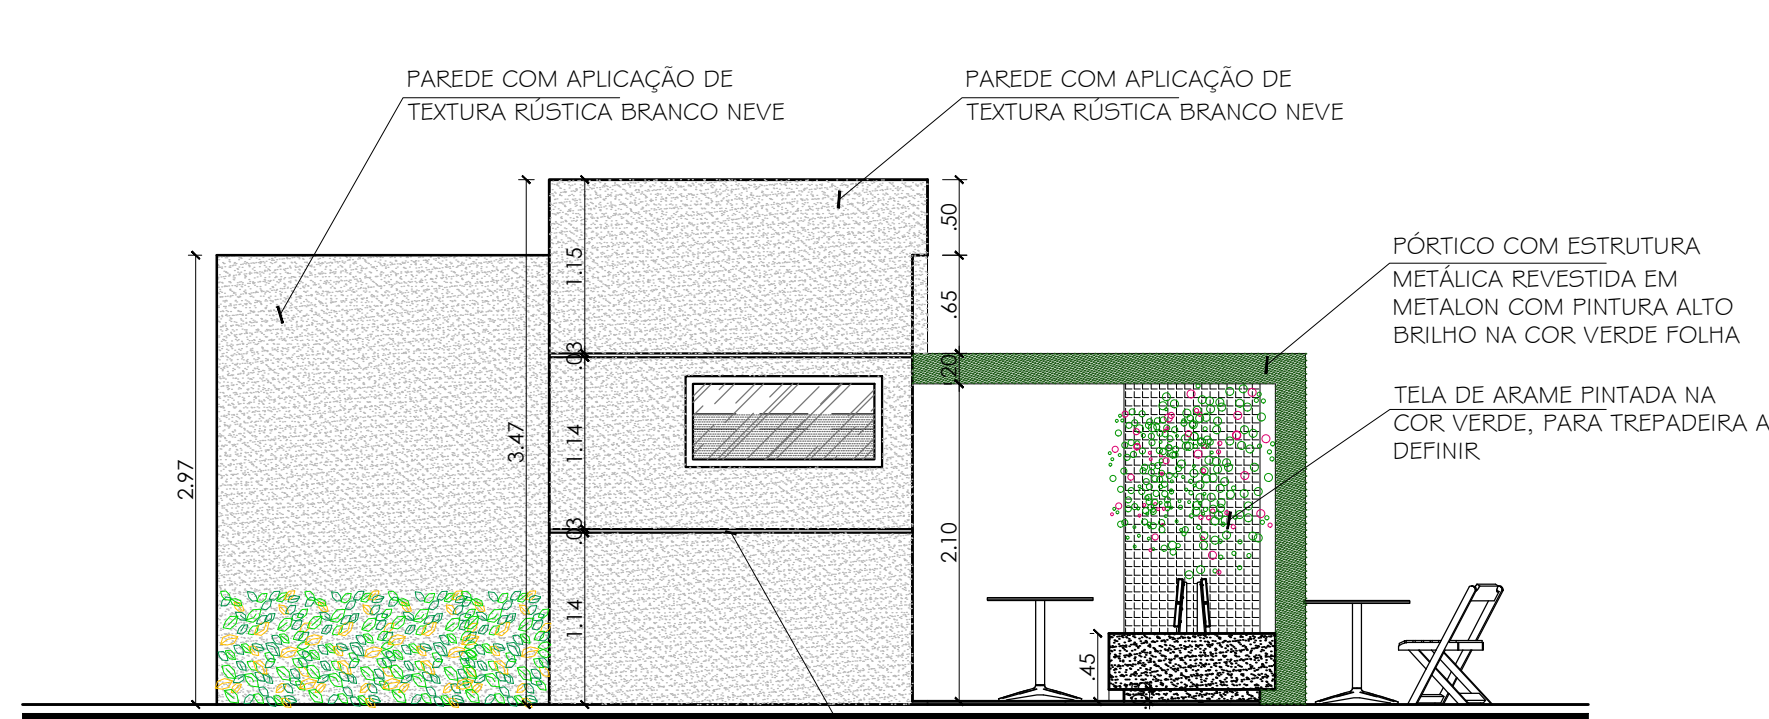 PAREDE COM APLICAÇÃO DE
TEXTURA RÚSTICA BRANCO NEVE
PAREDE COM APLICAÇÃO DE
TEXTURA RÚSTICA BRANCO NEVE
PÓRTICO COM ESTRUTURA
METÁLICA REVESTIDA EM
METALON COM PINTURA ALTO
BRILHO NA COR VERDE FOLHA
TELA DE ARAME PINTADA NA
COR VERDE, PARA TREPADEIRA A
DEFINIR
2.97
3.47
1.15
.03
1.14
.03
1.14
.50
.65
.20
2.10
.45